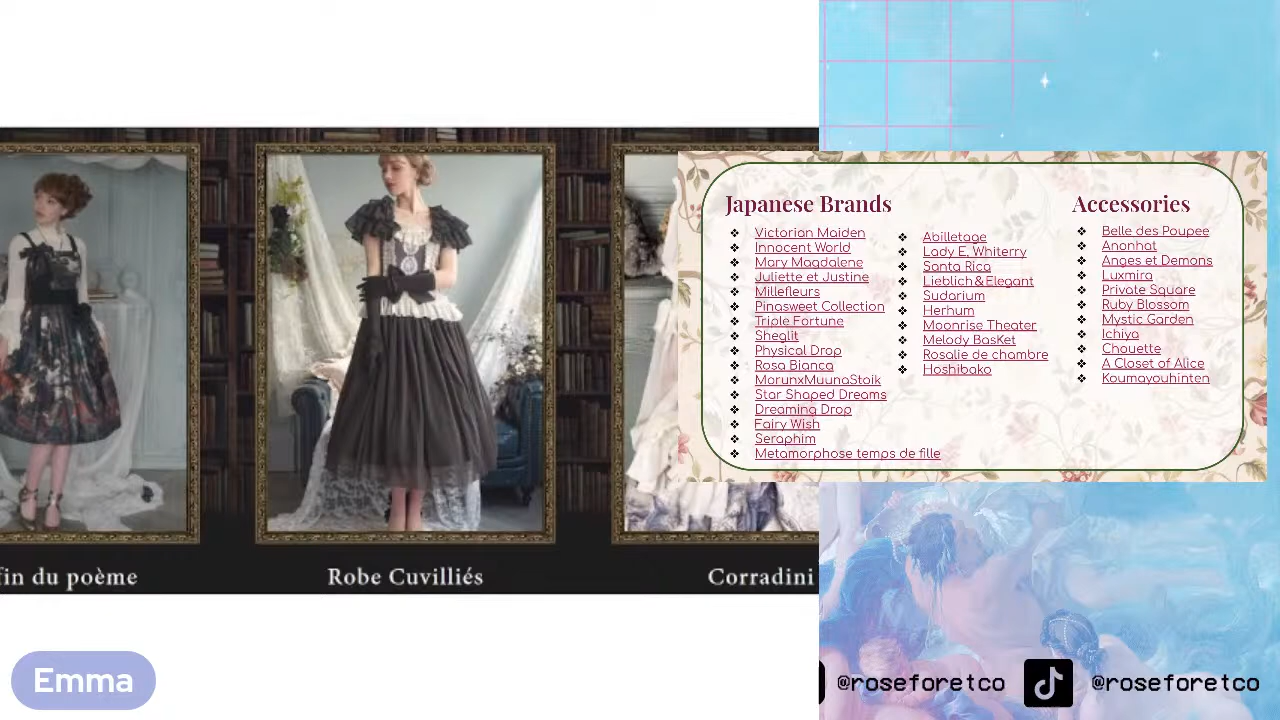 fin du poème
Robe Cuvilliés
Corradini
Emma
Japanese Brands
Victorian Maiden
Innocent World
Mary Magdalene
Juliette et Justine
Millefleurs
Pinasweet Collection
Triple Fortune
Sheglit
Physical Drop
Rosa Bianca
MorunxMuunaStoik
Star Shaped Dreams
Dreaming Drop
Fairy Wish
Seraphim
Metamorphose temps de fille
Abilletage
Lady E. Whiterry
Santa Rica
Lieblich&Elegant
Sudarium
Herhum
Moonrise Theater
Melody BasKet
Rosalie de chambre
Hoshibako
Accessories
Belle des Poupee
Anonhat
Anges et Demons
Luxmira
Private Square
Ruby Blossom
Mystic Garden
Ichiya
Chouette
A Closet of Alice
Koumayouhinten
@roseforetco
@roseforetco